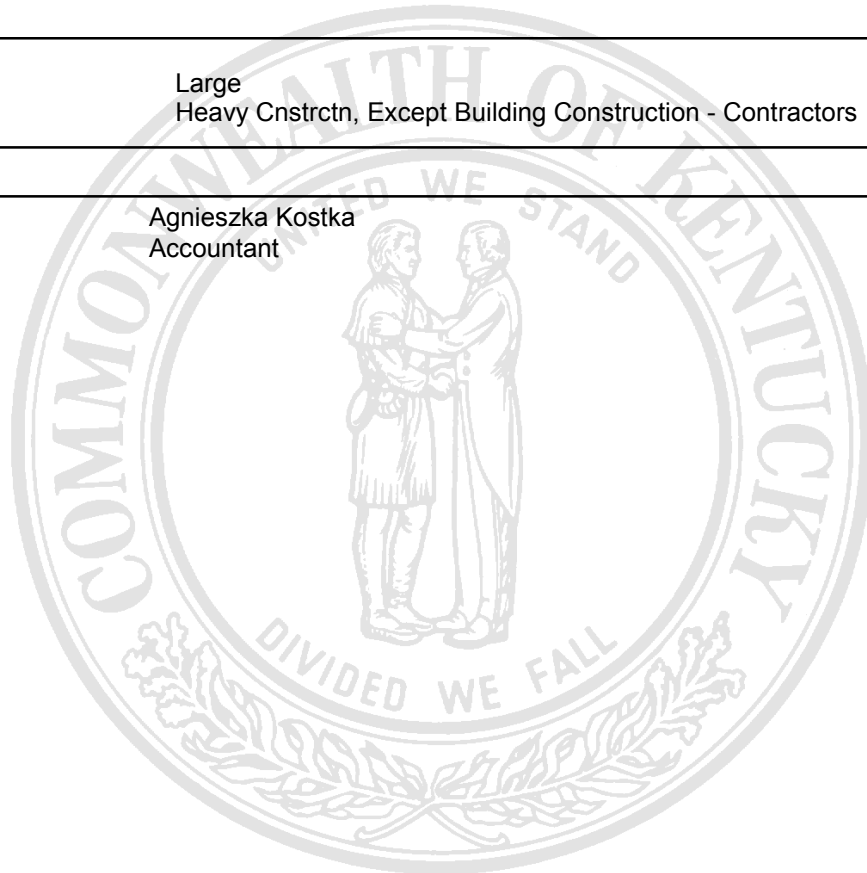 Large
Heavy Cnstrctn, Except Building Construction - Contractors
Agnieszka Kostka
Accountant
COMMONWEALTH OF KENTUCKY
UNITED WE STAND
DIVIDED WE FALL